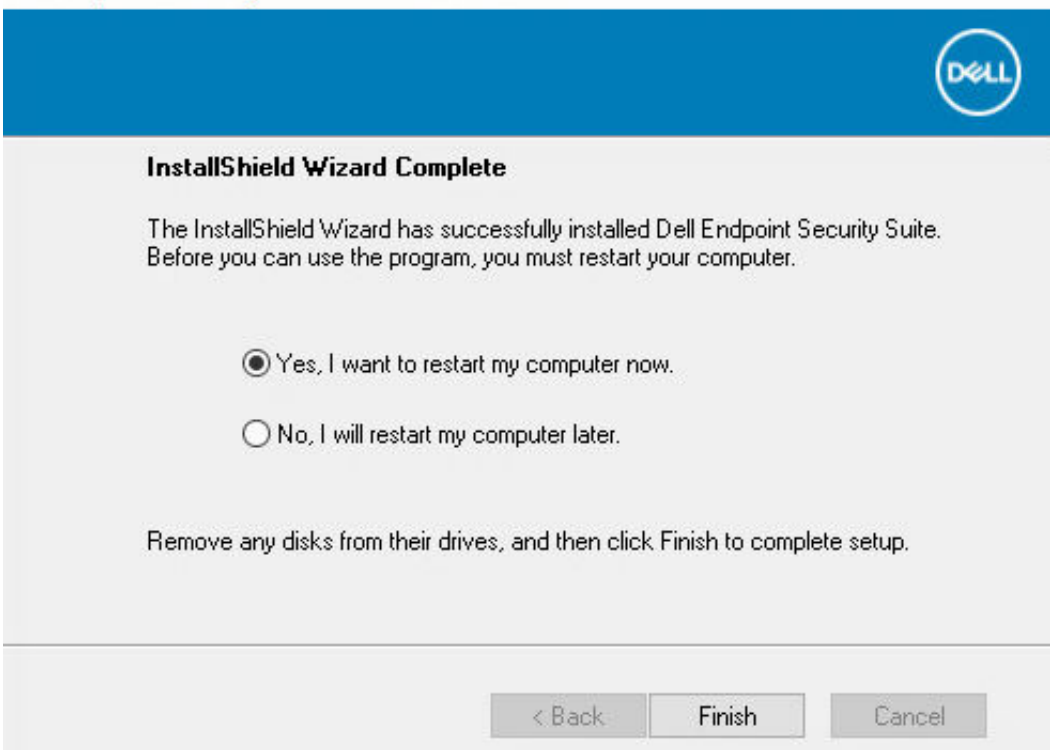 DELL
InstallShield Wizard Complete
The InstallShield Wizard has successfully installed Dell Endpoint Security Suite.
Before you can use the program, you must restart your computer.
Yes, I want to restart my computer now.
No, I will restart my computer later.
Remove any disks from their drives, and then click Finish to complete setup.
< Back
Finish
Cancel